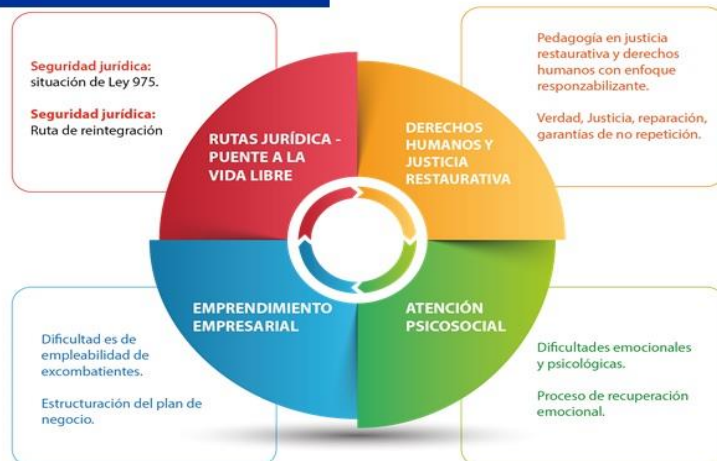 Seguridad jurídica:
situación de Ley 975.
Seguridad jurídica:
Ruta de reintegración
RUTAS JURÍDICA -
PUENTE A LA
VIDA LIBRE
DERECHOS
HUMANOS Y
JUSTICIA
RESTAURATIVA
Pedagogía en justicia
restaurativa y derechos
humanos con enfoque
responzabilizante.
Verdad, Justicia, reparación,
garantías de no repetición.
Dificultad es de
empleabilidad de
excombatientes.
Estructuración del plan de
negocio.
EMPRENDIMIENTO
EMPRESARIAL
ATENCIÓN
PSICOSOCIAL
Dificultades emocionales
y psicológicas.
Proceso de recuperación
emocional.